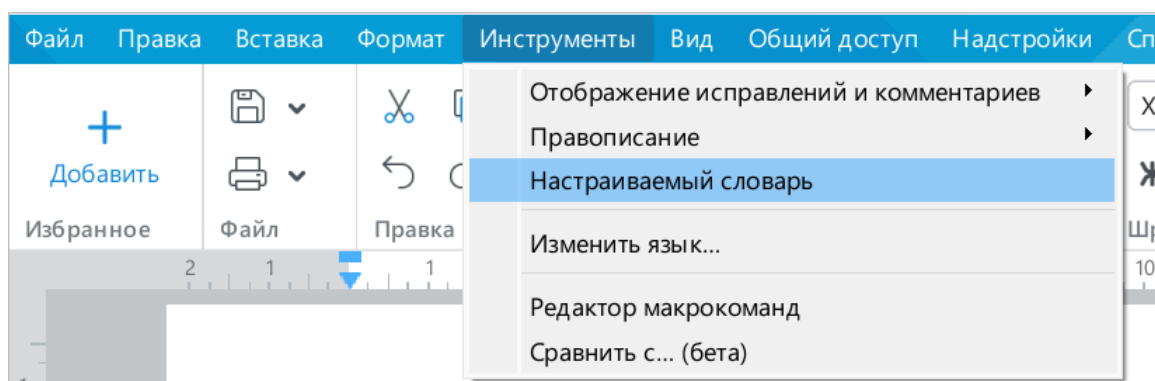 Файл Правка Вставка Формат Инструменты Вид Общий доступ Надстройки
Отображение исправлений и комментариев
Правописание
Настраиваемый словарь
Изменить язык...
Редактор макрокоманд
Сравнить с... (бета)
Добавить
Избранное Файл Правка
2 1 1 10